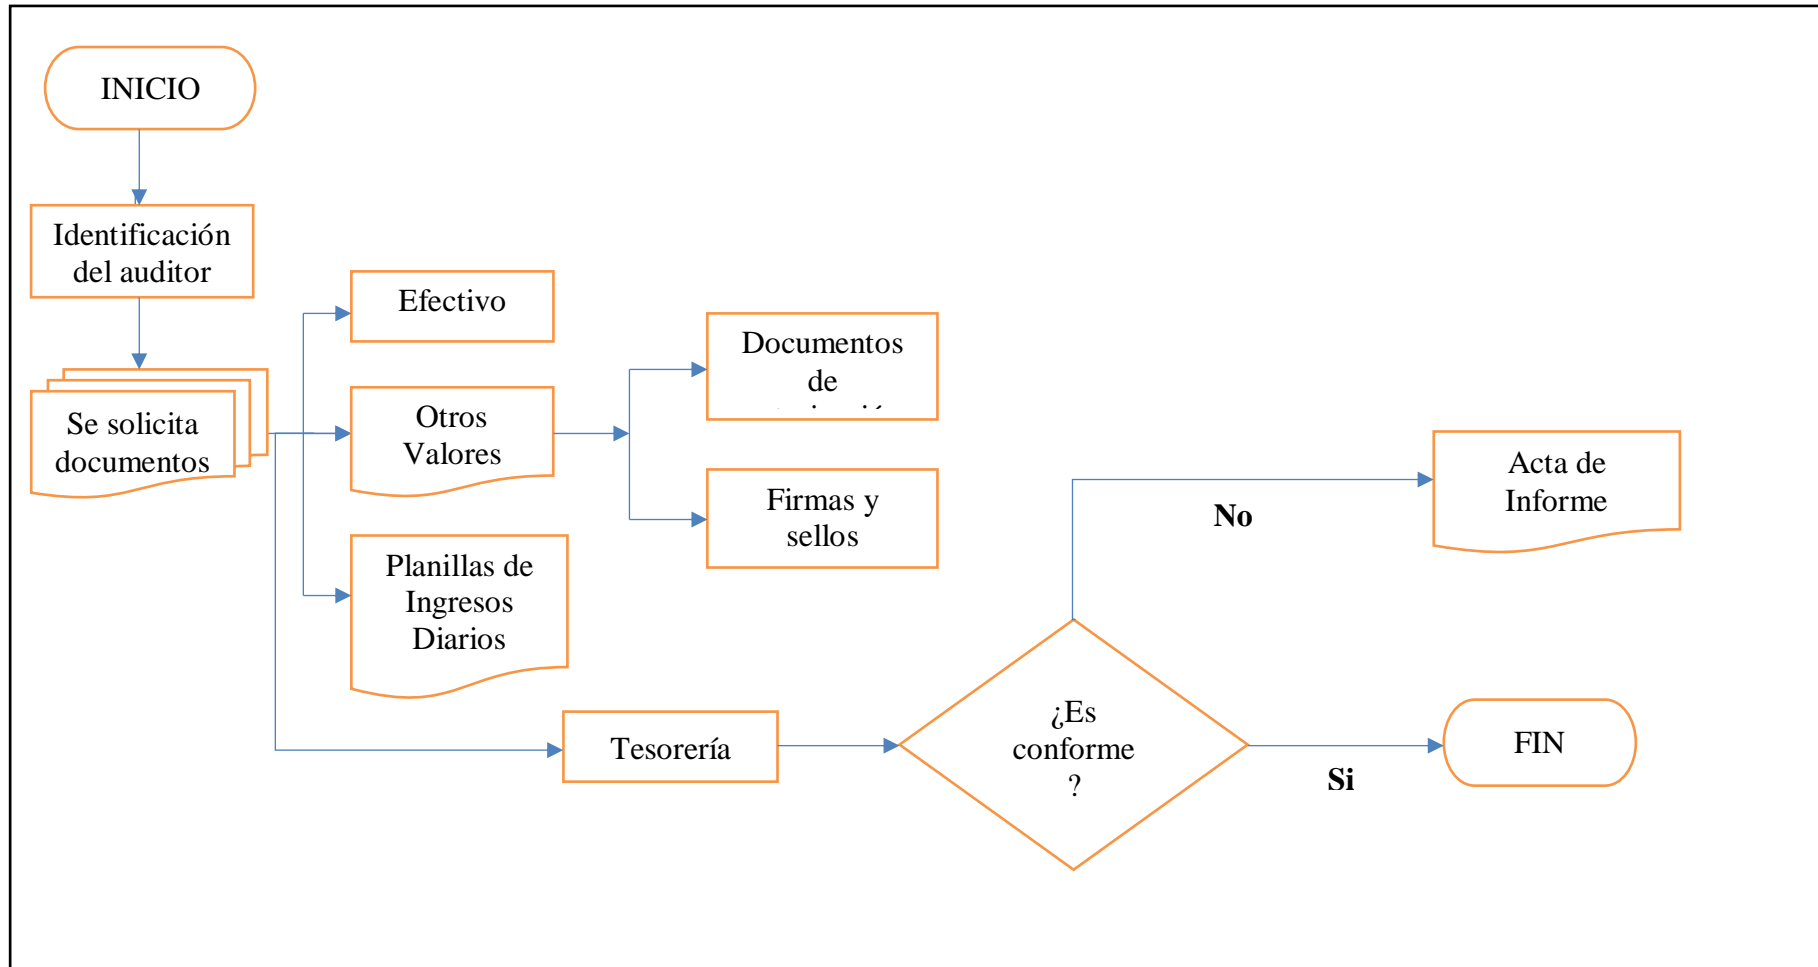 INICIO
Identificación
del auditor
Se solicita
documentos
Efectivo
Otros
Valores
Planillas de
Ingresos
Diarios
Documentos
de
Firmas y
sellos
Tesorería
¿Es
conforme
?
No
Acta de
Informe
Si
FIN